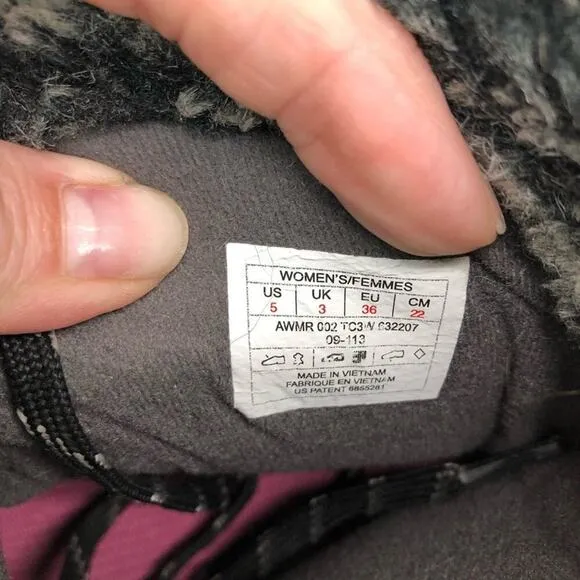 WOMEN'S/FEMMES
US UK EU CM
5 3 36 22
AWMR 002 TC3W 632207
09-113
MADE IN VIETNAM
FABRIQUE EN VIETNAM
US PATENT 6855281